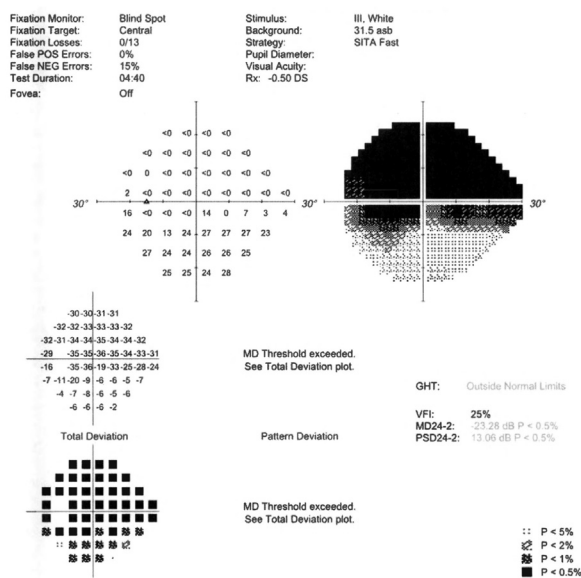 Fixation Monitor: Blind Spot Stimulus: III, White
Fixation Target: Central Background: 31.5 asb
Fixation Losses: 0/13 Strategy: SITA Fast
False POS Errors: 0% Pupil Diameter:
False NEG Errors: 15% Visual Acuity:
Test Duration: 04:40 Rx: -0.50 DS
Fovea: Off
<0 <0 <0 <0
<0 <0 <0 <0 <0 <0
<0 0 <0 <0 <0 <0 <0 <0
2 <0 <0 <0 <0 <0 <0 <0 <0
30° 30° 30°
16 <0 <0 <0 14 0 7 3 4
24 20 13 24 27 27 27 23
27 24 24 26 26 25
25 25 24 28
-30 -30 -31 -31
-32 -32 -33 -33 -33 -32
-32 -31 -34 -34 -35 -34 -34 -32
-29 -35 -35 -36 -35 -34 -33 -31
-16 -35 -36 -19 -33 -25 -28 -24
-7 -11 -20 -9 -6 -6 -5 -7
-4 -7 -8 -6 -5 -6
-6 -6 -6 -2
MD Threshold exceeded.
See Total Deviation plot.
GHT: Outside Normal Limits
VFI: 25%
MD24-2: -23.28 dB P < 0.5%
PSD24-2: 13.06 dB P < 0.5%
Total Deviation Pattern Deviation
MD Threshold exceeded.
See Total Deviation plot.
P < 5%
P < 2%
P < 1%
P < 0.5%